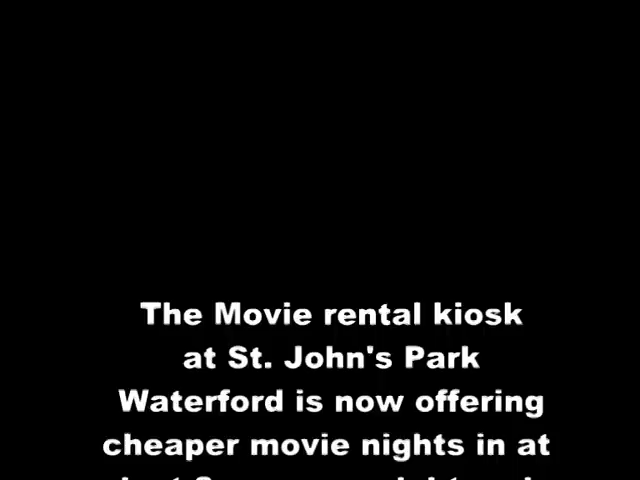 The Movie rental kiosk
at St. John's Park
Waterford is now offering
cheaper movie nights in at